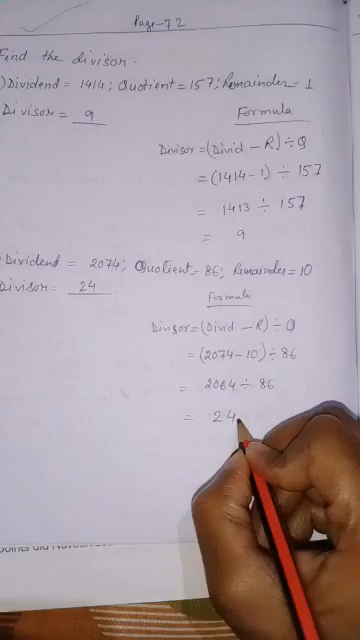 Page-72
Find the divisor.
) Dividend = 1414; Quotient = 157; Remainder = 1
Divisor = 9
Formula
Divisor = (Divid - R) ÷ Q
= (1414-1) ÷ 157
= 1413 ÷ 157
= 9
) Dividend = 2074; Quotient = 86; Remainder = 10
Divisor = 24
Formula
Divisor = (Divid - R) ÷ Q
= (2074-10) ÷ 86
= 2064 ÷ 86
= 24